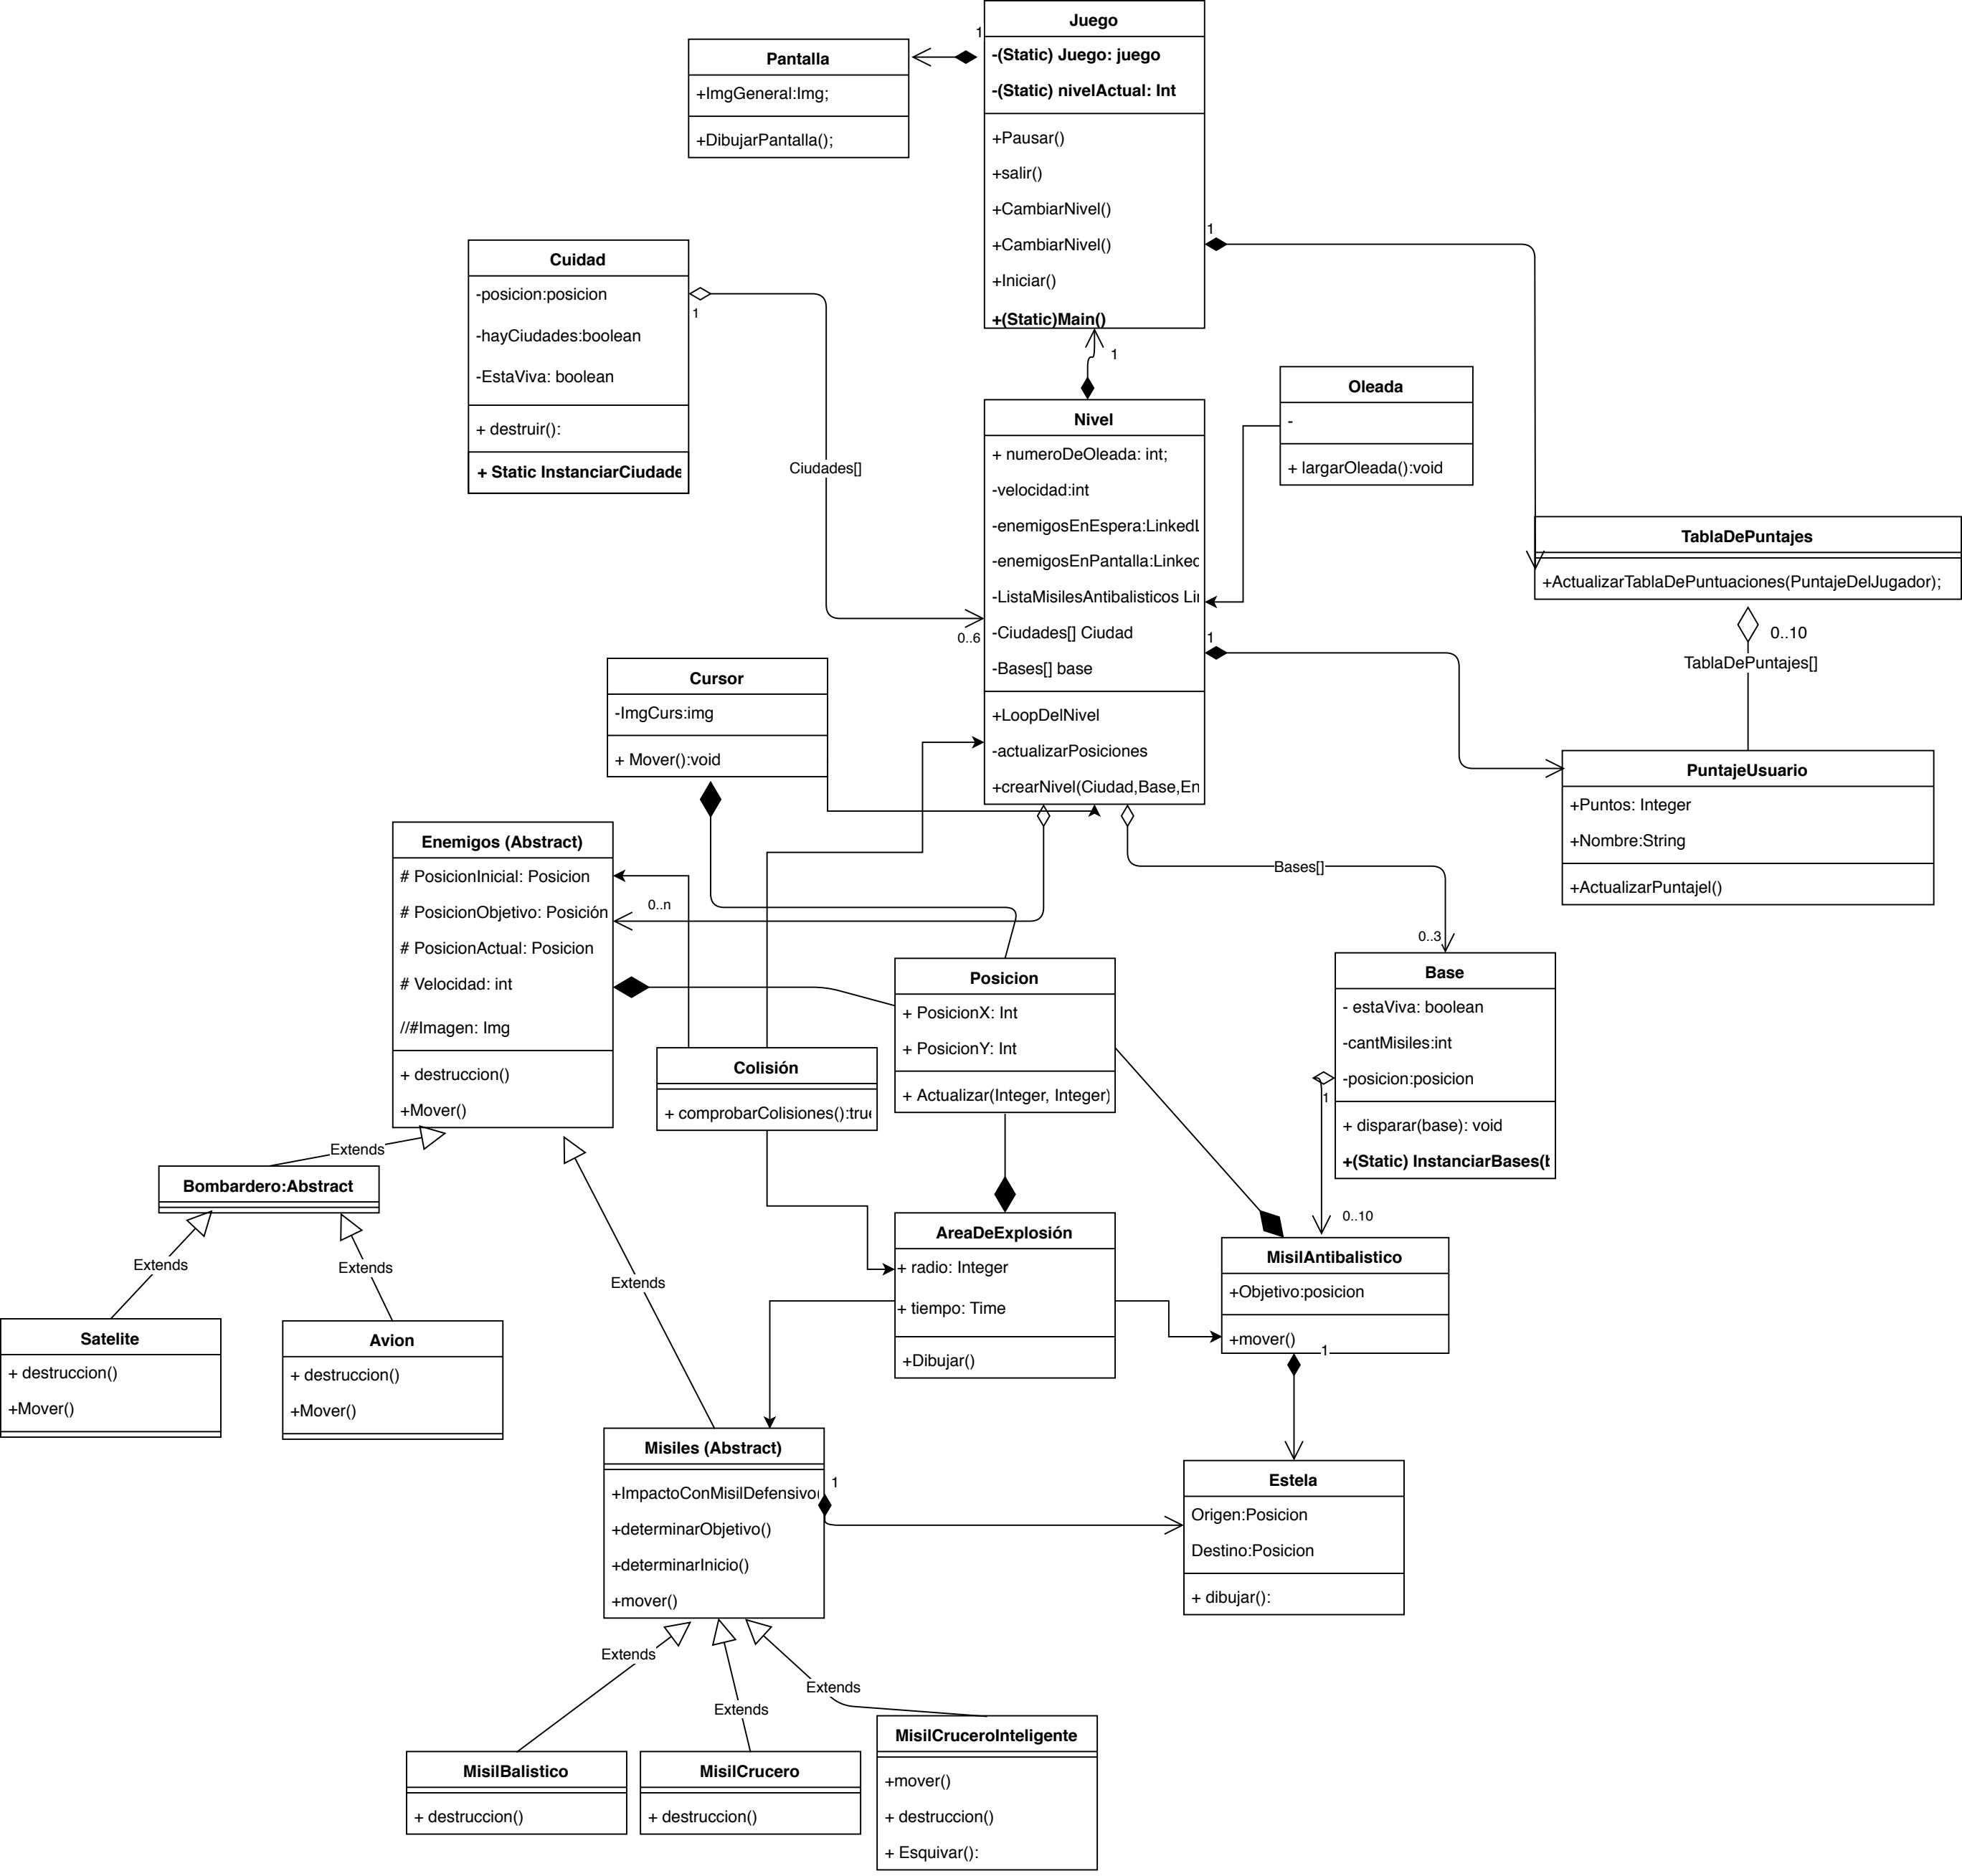 Juego
-(Static) Juego: juego
-(Static) nivelActual: Int
+Pausar()
+salir()
+CambiarNivel()
+CambiarNivel()
+Iniciar()
+(Static)Main()
1
Pantalla
+ImgGeneral:Img;
+DibujarPantalla();
1
Cuidad
-posicion:posicion
-hayCiudades:boolean
-EstaViva: boolean
+ destruir():
+ Static InstanciarCiudade
1
Ciudades[]
0..6
1
Nivel
+ numeroDeOleada: int;
-velocidad:int
-enemigosEnEspera:LinkedL
-enemigosEnPantalla:Linked
-ListaMisilesAntibalisticos Lin
-Ciudades[] Ciudad
-Bases[] base
+LoopDelNivel
-actualizarPosiciones
+crearNivel(Ciudad,Base,En
Oleada
-
+ largarOleada():void
TablaDePuntajes
+ActualizarTablaDePuntuaciones(PuntajeDelJugador);
0..10
TablaDePuntajes[]
1
PuntajeUsuario
+Puntos: Integer
+Nombre:String
+ActualizarPuntajel()
Cursor
-ImgCurs:img
+ Mover():void
Enemigos (Abstract)
# PosicionInicial: Posicion
# PosicionObjetivo: Posición
# PosicionActual: Posicion
# Velocidad: int
//#Imagen: Img
+ destruccion()
+Mover()
0..n
Bases[]
0..3
Posicion
+ PosicionX: Int
+ PosicionY: Int
+ Actualizar(Integer, Integer)
Base
- estaViva: boolean
-cantMisiles:int
-posicion:posicion
+ disparar(base): void
+(Static) InstanciarBases(b
1
0..10
Colisión
+ comprobarColisiones():true
Extends
Bombardero:Abstract
Extends
Extends
Extends
Satelite
+ destruccion()
+Mover()
Avion
+ destruccion()
+Mover()
AreaDeExplosión
+ radio: Integer
+ tiempo: Time
+Dibujar()
MisilAntibalistico
+Objetivo:posicion
+mover()
1
Misiles (Abstract)
+ImpactoConMisilDefensivo(
+determinarObjetivo()
+determinarInicio()
+mover()
1
Estela
Origen:Posicion
Destino:Posicion
+ dibujar():
Extends
Extends
Extends
MisilBalistico
+ destruccion()
MisilCrucero
+ destruccion()
MisilCruceroInteligente
+mover()
+ destruccion()
+ Esquivar():